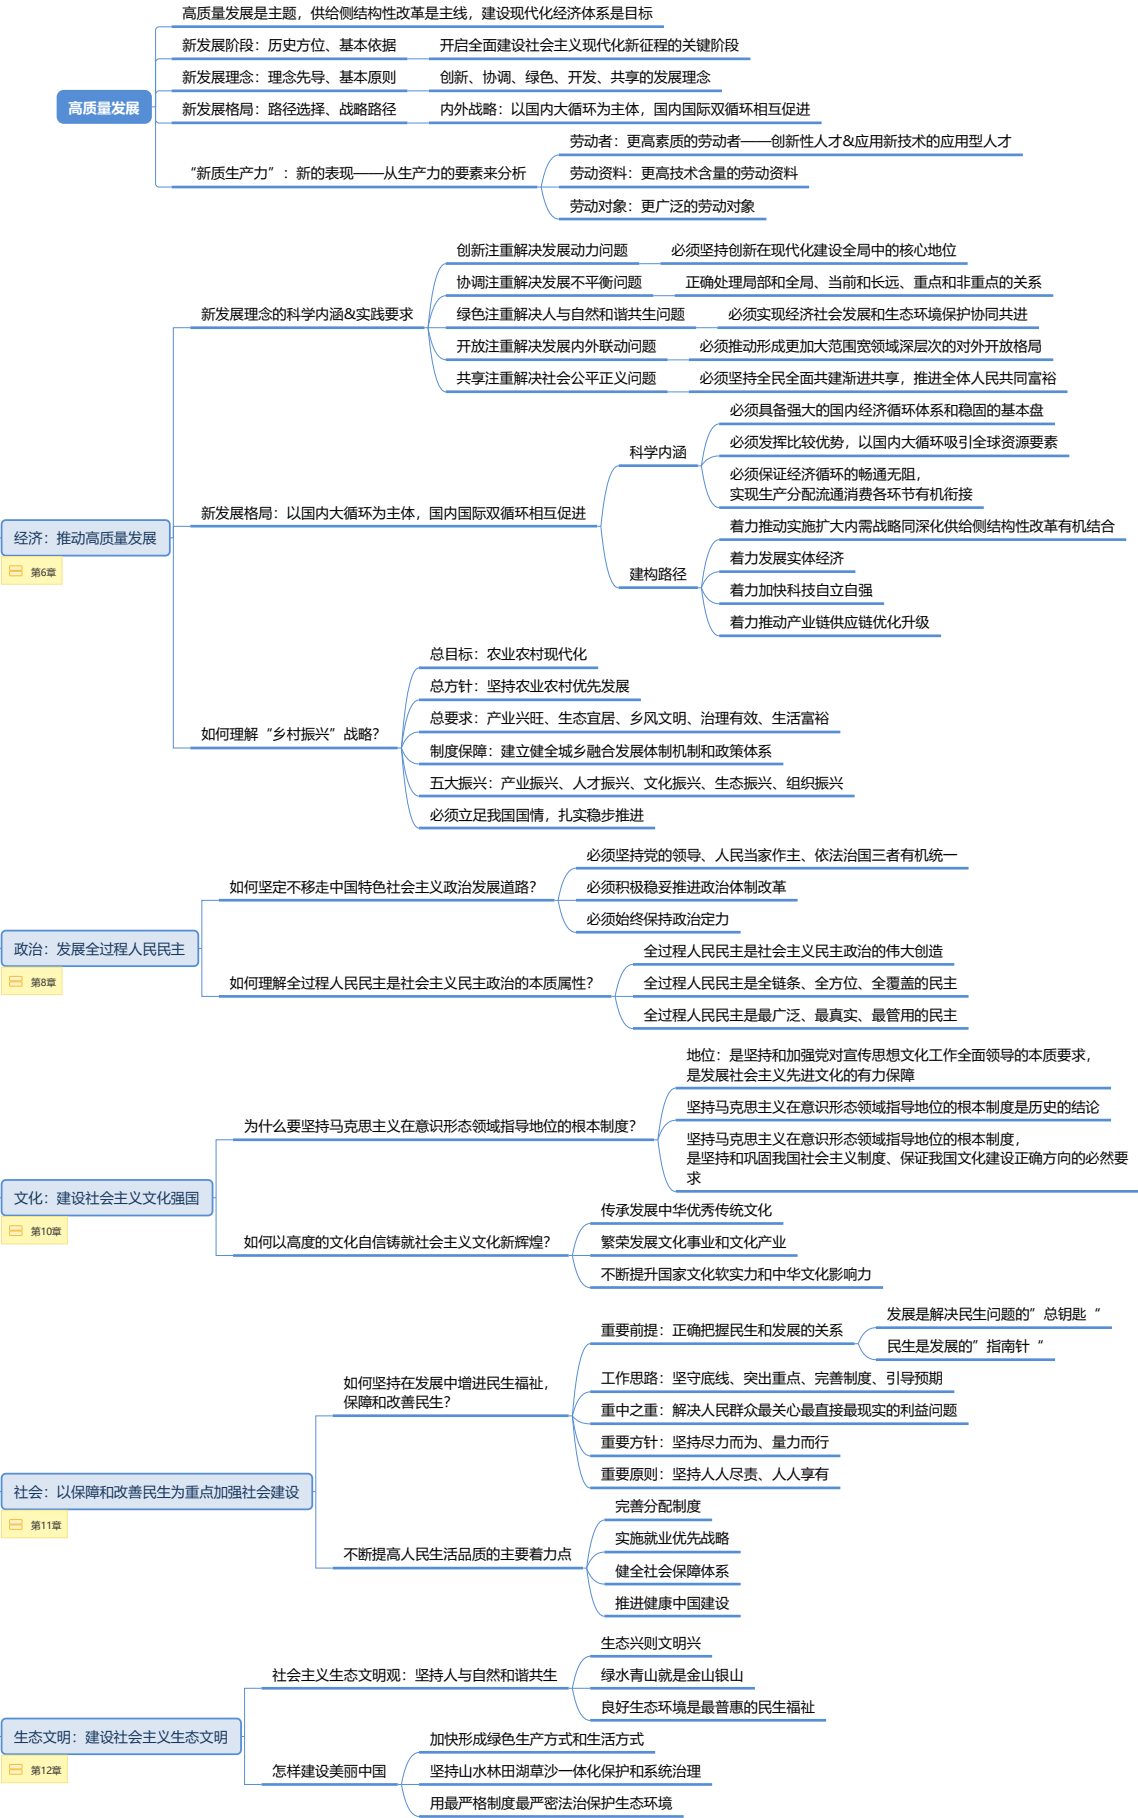 高质量发展
高质量发展是主题，供给侧结构性改革是主线，建设现代化经济体系是目标
新发展阶段：历史方位、基本依据
开启全面建设社会主义现代化新征程的关键阶段
新发展理念：理念先导、基本原则
创新、协调、绿色、开发、共享的发展理念
新发展格局：路径选择、战略路径
内外战略：以国内大循环为主体，国内国际双循环相互促进
“新质生产力”：新的表现——从生产力的要素来分析
劳动者：更高素质的劳动者——创新性人才&应用新技术的应用型人才
劳动资料：更高技术含量的劳动资料
劳动对象：更广泛的劳动对象
经济：推动高质量发展
第6章
新发展理念的科学内涵&实践要求
创新注重解决发展动力问题
必须坚持创新在现代化建设全局中的核心地位
协调注重解决发展不平衡问题
正确处理局部和全局、当前和长远、重点和非重点的关系
绿色注重解决人与自然和谐共生问题
必须实现经济社会发展和生态环境保护协同共进
开放注重解决发展内外联动问题
必须推动形成更加大范围宽领域深层次的对外开放格局
共享注重解决社会公平正义问题
必须坚持全民全面共建渐进共享，推进全体人民共同富裕
新发展格局：以国内大循环为主体，国内国际双循环相互促进
科学内涵
必须具备强大的国内经济循环体系和稳固的基本盘
必须发挥比较优势，以国内大循环吸引全球资源要素
必须保证经济循环的畅通无阻，
实现生产分配流通消费各环节有机衔接
建构路径
着力推动实施扩大内需战略同深化供给侧结构性改革有机结合
着力发展实体经济
着力加快科技自立自强
着力推动产业链供应链优化升级
如何理解“乡村振兴”战略？
总目标：农业农村现代化
总方针：坚持农业农村优先发展
总要求：产业兴旺、生态宜居、乡风文明、治理有效、生活富裕
制度保障：建立健全城乡融合发展体制机制和政策体系
五大振兴：产业振兴、人才振兴、文化振兴、生态振兴、组织振兴
必须立足我国国情，扎实稳步推进
政治：发展全过程人民民主
第8章
如何坚定不移走中国特色社会主义政治发展道路？
必须坚持党的领导、人民当家作主、依法治国三者有机统一
必须积极稳妥推进政治体制改革
必须始终保持政治定力
如何理解全过程人民民主是社会主义民主政治的本质属性？
全过程人民民主是社会主义民主政治的伟大创造
全过程人民民主是全链条、全方位、全覆盖的民主
全过程人民民主是最广泛、最真实、最管用的民主
文化：建设社会主义文化强国
第10章
为什么要坚持马克思主义在意识形态领域指导地位的根本制度？
地位：是坚持和加强党对宣传思想文化工作全面领导的本质要求，
是发展社会主义先进文化的有力保障
坚持马克思主义在意识形态领域指导地位的根本制度是历史的结论
坚持马克思主义在意识形态领域指导地位的根本制度，
是坚持和巩固我国社会主义制度、保证我国文化建设正确方向的必然要
求
如何以高度的文化自信铸就社会主义文化新辉煌？
传承发展中华优秀传统文化
繁荣发展文化事业和文化产业
不断提升国家文化软实力和中华文化影响力
社会：以保障和改善民生为重点加强社会建设
第11章
如何坚持在发展中增进民生福祉，
保障和改善民生？
重要前提：正确把握民生和发展的关系
发展是解决民生问题的”总钥匙“
民生是发展的”指南针“
工作思路：坚守底线、突出重点、完善制度、引导预期
重中之重：解决人民群众最关心最直接最现实的利益问题
重要方针：坚持尽力而为、量力而行
重要原则：坚持人人尽责、人人享有
不断提高人民生活品质的主要着力点
完善分配制度
实施就业优先战略
健全社会保障体系
推进健康中国建设
生态文明：建设社会主义生态文明
第12章
社会主义生态文明观：坚持人与自然和谐共生
生态兴则文明兴
绿水青山就是金山银山
良好生态环境是最普惠的民生福祉
怎样建设美丽中国
加快形成绿色生产方式和生活方式
坚持山水林田湖草沙一体化保护和系统治理
用最严格制度最严密法治保护生态环境